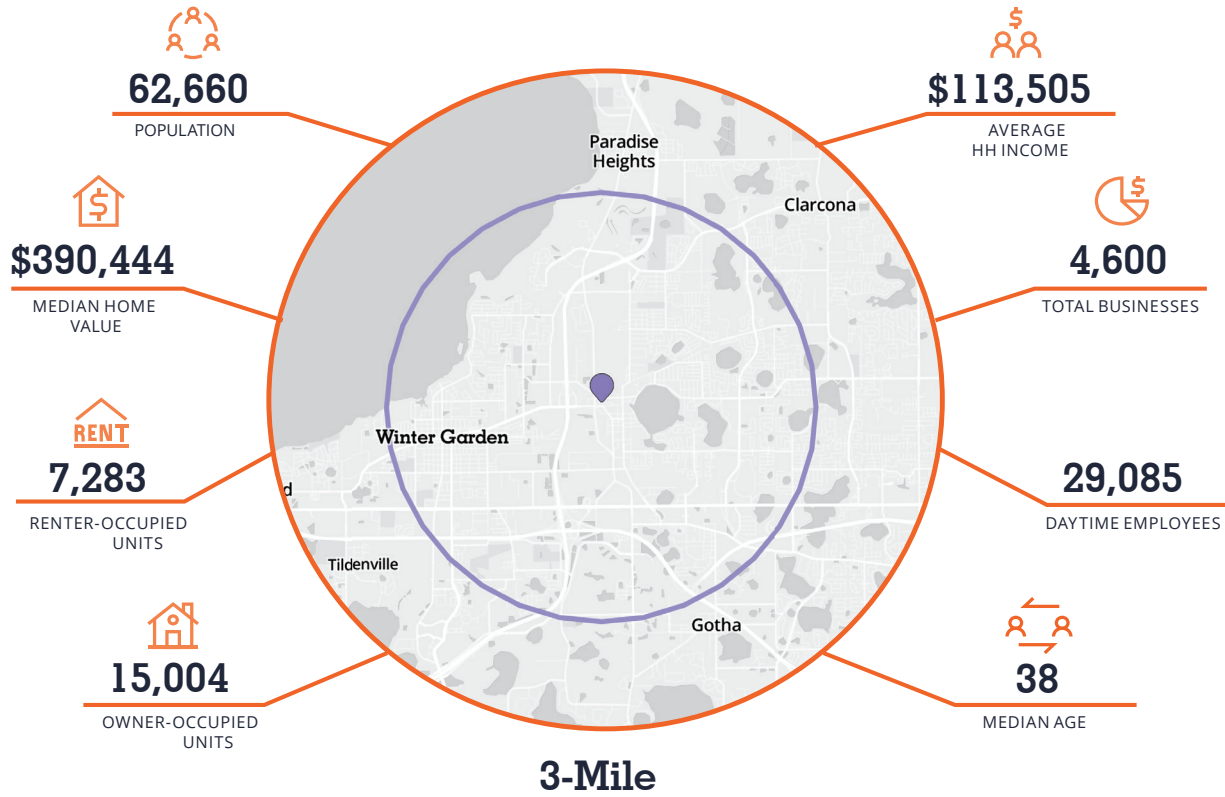 62,660
POPULATION
$113,505
AVERAGE
HH INCOME
$390,444
MEDIAN HOME
VALUE
$
4,600
TOTAL BUSINESSES
RENT
7,283
RENTER-OCCUPIED
UNITS
29,085
DAYTIME EMPLOYEES
15,004
OWNER-OCCUPIED
UNITS
38
MEDIAN AGE
Paradise
Heights
Clarcona
Winter Garden
d
Tildenville
Gotha
3-Mile